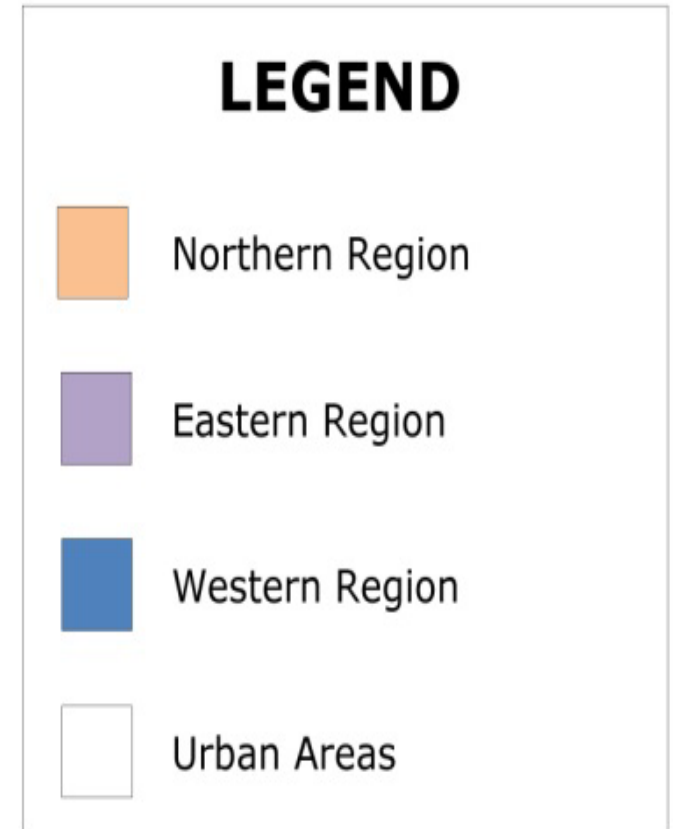 LEGEND
Northern Region
Eastern Region
Western Region
Urban Areas